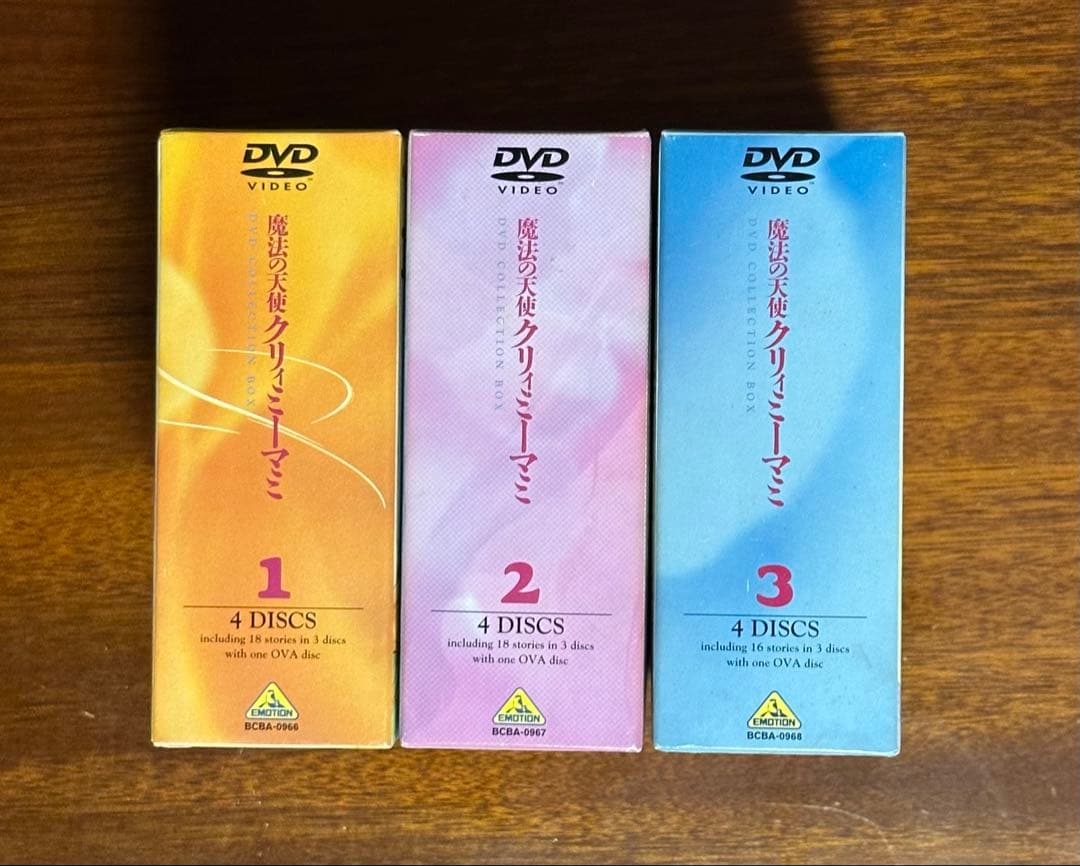 DVD
VIDEO™
魔法の天使クリィミーマミ
DVD COLLECTION BOX
1
4 DISCS
including 18 stories in 3 discs
with one OVA disc
EMOTION
BCBA-0966
DVD
VIDEO™
魔法の天使クリィミーマミ
DVD COLLECTION BOX
2
4 DISCS
including 18 stories in 3 discs
with one OVA disc
EMOTION
BCBA-0967
DVD
VIDEO™
魔法の天使クリィミーマミ
DVD COLLECTION BOX
3
4 DISCS
including 16 stories in 3 discs
with one OVA disc
EMOTION
BCBA-0968